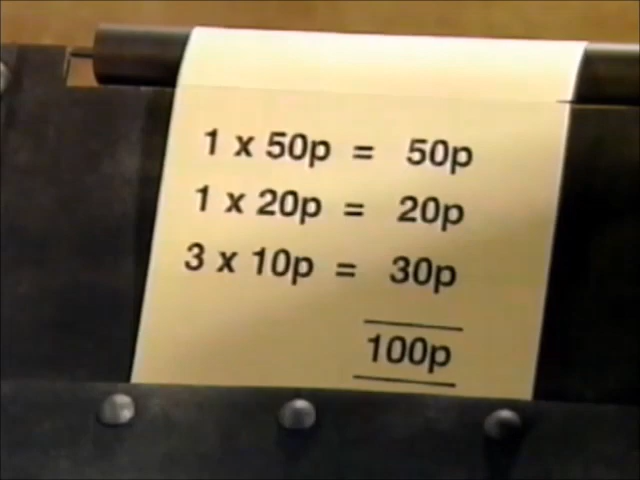 1 x 50p = 50p
1 x 20p = 20p
3 x 10p = 30p
100p